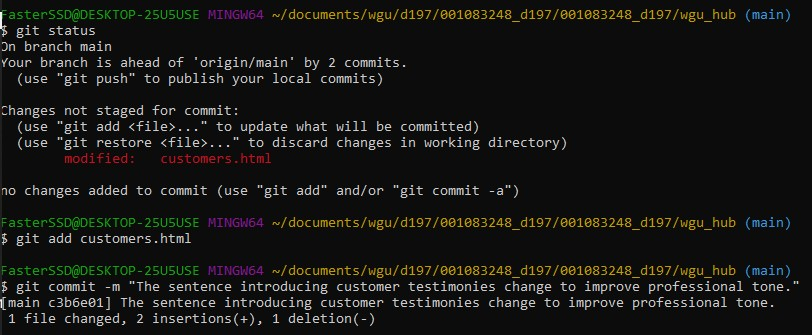 FasterSSD@DESKTOP-25U5USE MINGW64 ~/documents/wgu/d197/001083248_d197/001083248_d197/wgu_hub (main)
$ git status
On branch main
Your branch is ahead of 'origin/main' by 2 commits.
  (use "git push" to publish your local commits)

Changes not staged for commit:
  (use "git add <file>..." to update what will be committed)
  (use "git restore <file>..." to discard changes in working directory)
        modified:   customers.html

no changes added to commit (use "git add" and/or "git commit -a")

FasterSSD@DESKTOP-25U5USE MINGW64 ~/documents/wgu/d197/001083248_d197/001083248_d197/wgu_hub (main)
$ git add customers.html

FasterSSD@DESKTOP-25U5USE MINGW64 ~/documents/wgu/d197/001083248_d197/001083248_d197/wgu_hub (main)
$ git commit -m "The sentence introducing customer testimonies change to improve professional tone."
[main c3b6e01] The sentence introducing customer testimonies change to improve professional tone.
 1 file changed, 2 insertions(+), 1 deletion(-)